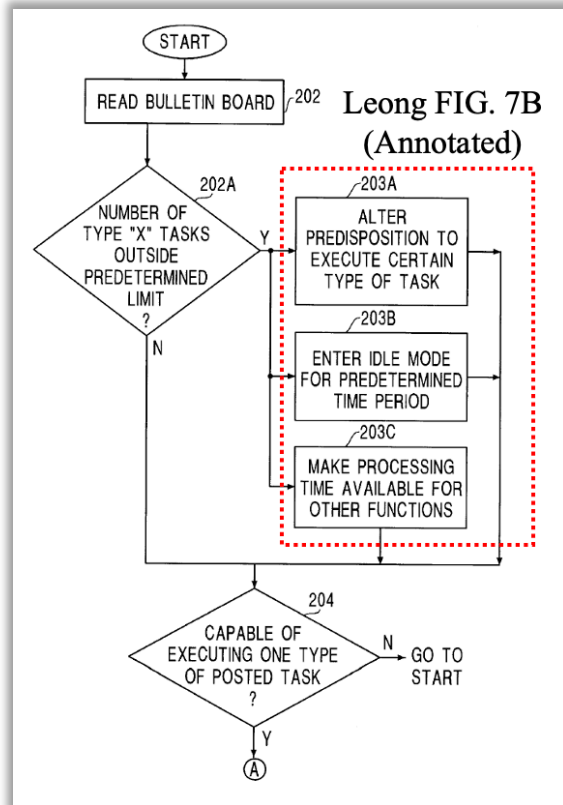 START
READ BULLETIN BOARD
202
Leong FIG. 7B
(Annotated)
202A
NUMBER OF
TYPE "X" TASKS
OUTSIDE
PREDETERMINED
LIMIT
?
Y
N
203A
ALTER
PREDISPOSITION TO
EXECUTE CERTAIN
TYPE OF TASK
203B
ENTER IDLE MODE
FOR PREDETERMINED
TIME PERIOD
203C
MAKE PROCESSING
TIME AVAILABLE FOR
OTHER FUNCTIONS
204
CAPABLE OF
EXECUTING ONE TYPE
OF POSTED TASK
?
N
GO TO
START
Y
A